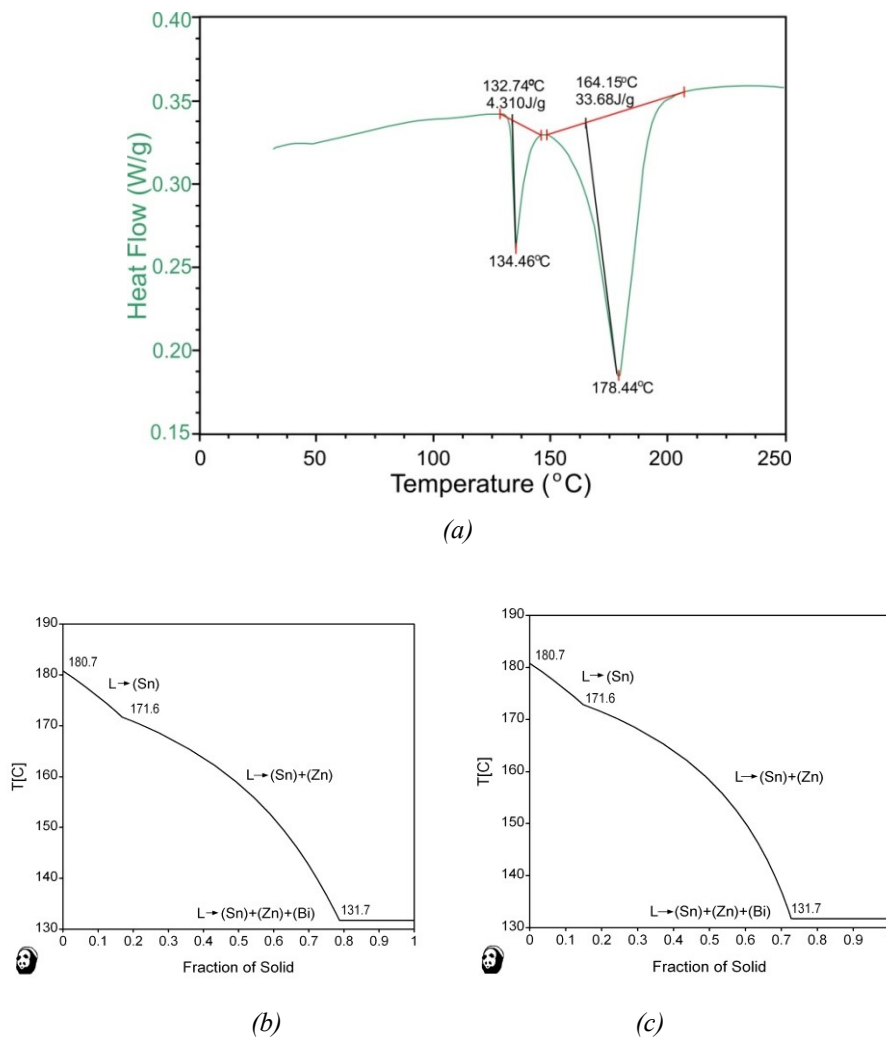 0.40
0.35
0.30
0.25
0.20
0.15
Heat Flow (W/g)
132.74ºC
4.310J/g
164.15ºC
33.68J/g
134.46ºC
178.44ºC
0
50
100
150
200
250
Temperature (ºC)
(a)
190
180
170
160
150
140
130
T[C]
180.7
L→(Sn)
171.6
L→(Sn)+(Zn)
L→(Sn)+(Zn)+(Bi)
131.7
0 0.1 0.2 0.3 0.4 0.5 0.6 0.7 0.8 0.9 1
Fraction of Solid
(b)
190
180
170
160
150
140
130
T[C]
180.7
L→(Sn)
171.6
L→(Sn)+(Zn)
L→(Sn)+(Zn)+(Bi)
131.7
0 0.1 0.2 0.3 0.4 0.5 0.6 0.7 0.8 0.9
Fraction of Solid
(c)